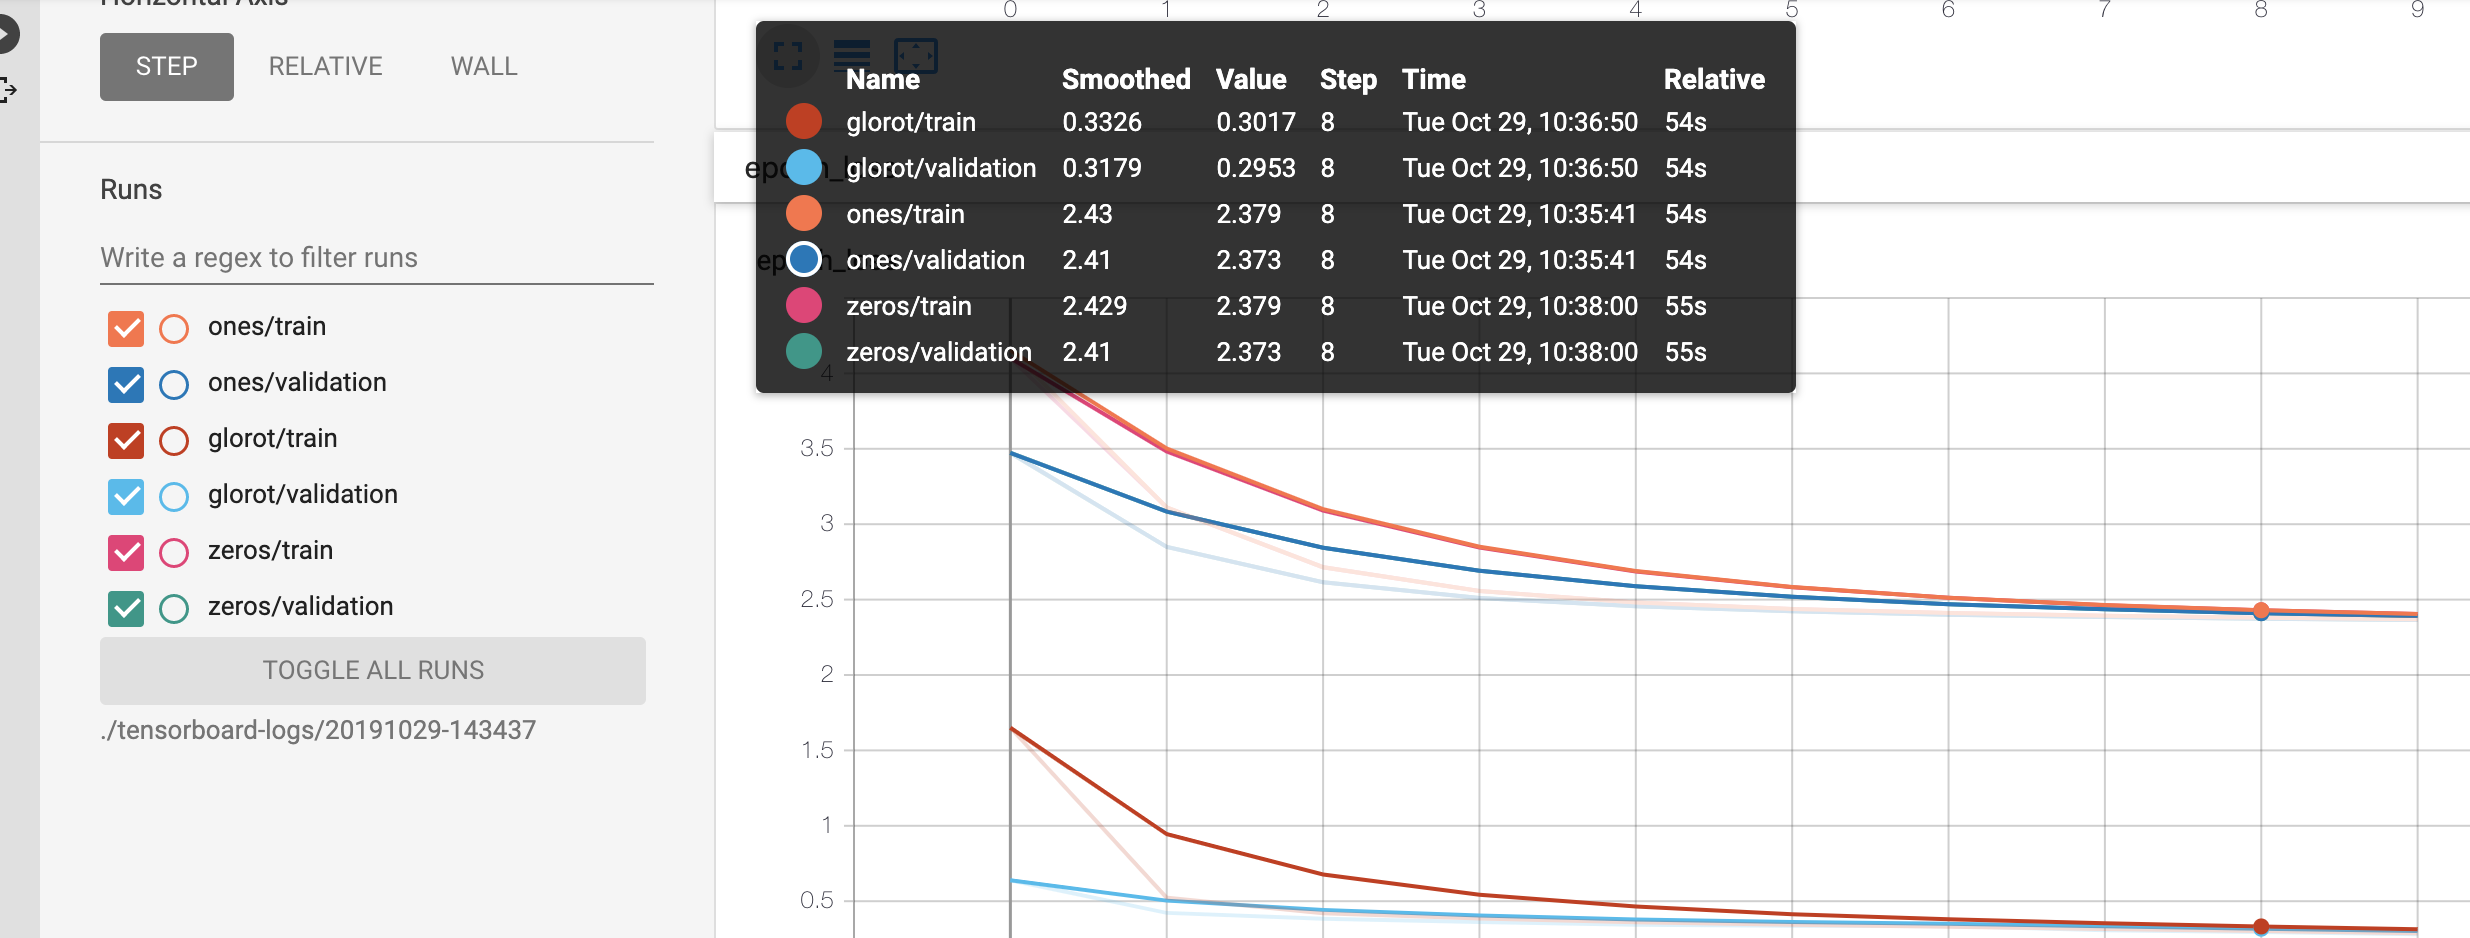 Horizontal Axis
STEP RELATIVE WALL
Runs
Write a regex to filter runs
ones/train
ones/validation
glorot/train
glorot/validation
zeros/train
zeros/validation
TOGGLE ALL RUNS
./tensorboard-logs/20191029-143437
0 1 2 3 4 5 6 7 8 9
Name Smoothed Value Step Time Relative
glorot/train 0.3326 0.3017 8 Tue Oct 29, 10:36:50 54s
glorot/validation 0.3179 0.2953 8 Tue Oct 29, 10:36:50 54s
ones/train 2.43 2.379 8 Tue Oct 29, 10:35:41 54s
ones/validation 2.41 2.373 8 Tue Oct 29, 10:35:41 54s
zeros/train 2.429 2.379 8 Tue Oct 29, 10:38:00 55s
zeros/validation 2.41 2.373 8 Tue Oct 29, 10:38:00 55s
4
3.5
3
2.5
2
1.5
1
0.5